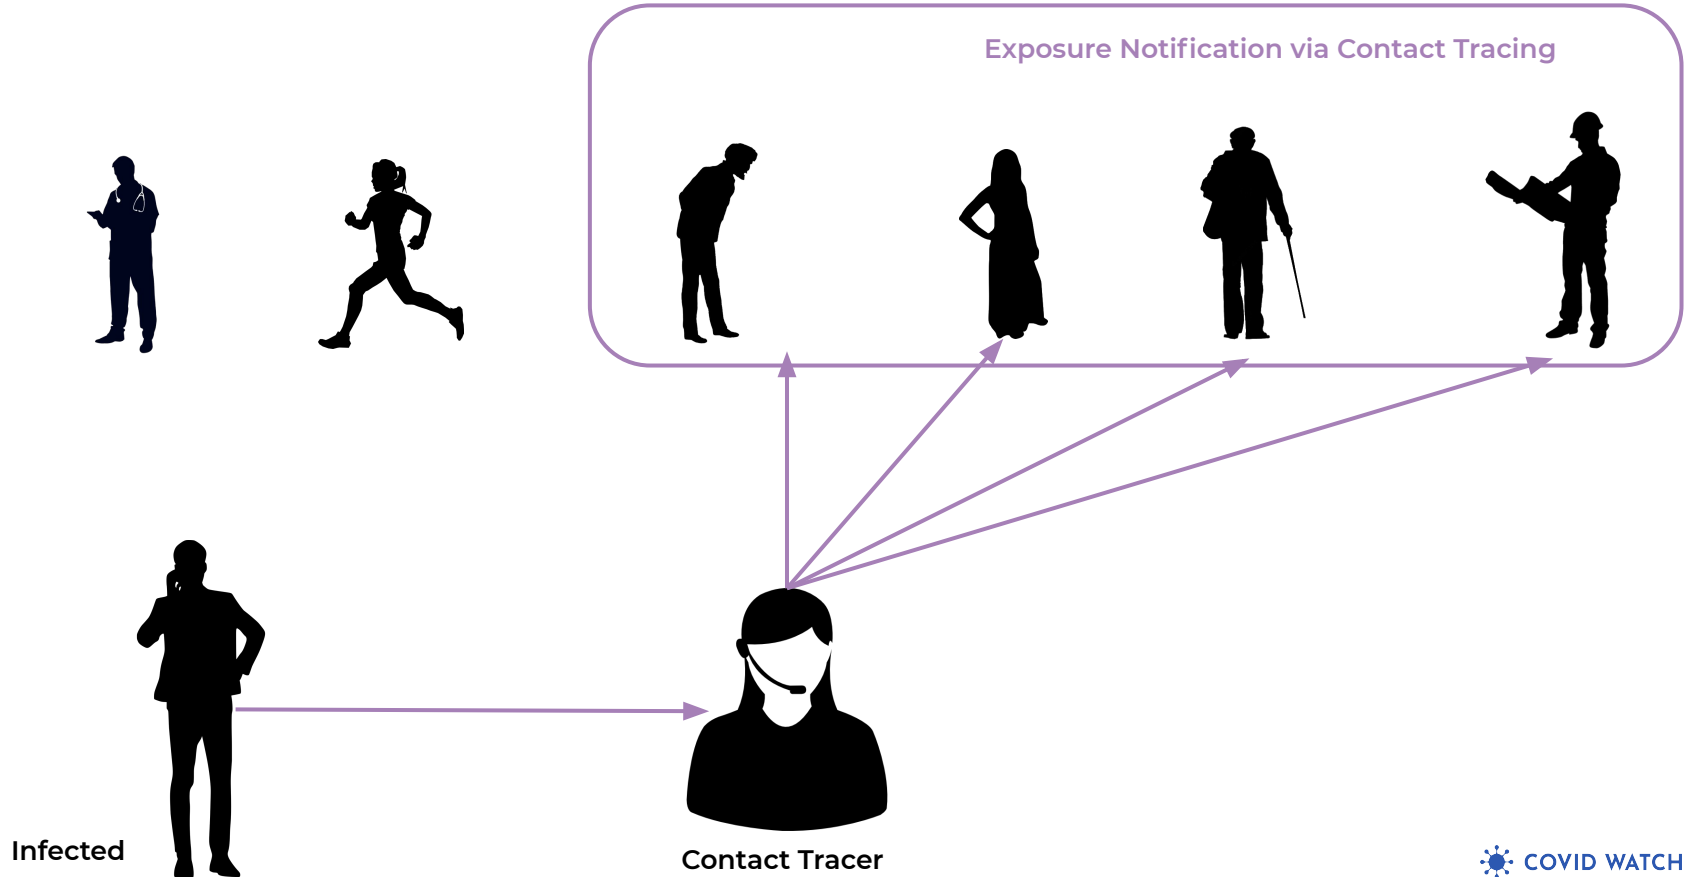 Exposure Notification via Contact Tracing
Infected
Contact Tracer
COVID WATCH